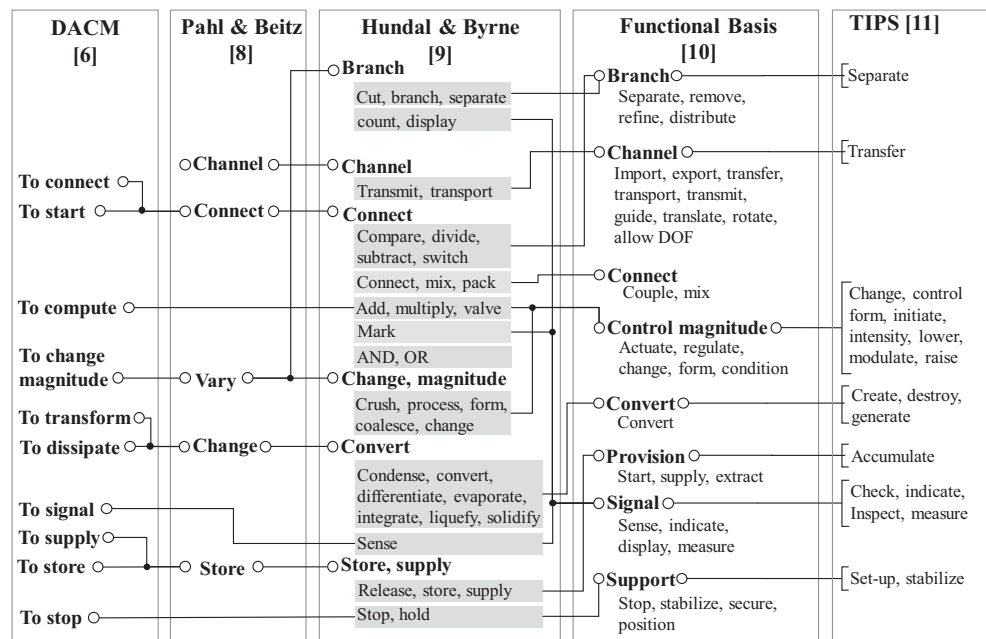 DACM
[6]
To connect
To start
To compute
To change
magnitude
To transform
To dissipate
To signal
To supply
To store
To stop
Pahl & Beitz
[8]
Channel
Connect
Vary
Change
Store
Hundal & Byrne
[9]
Branch
Cut, branch, separate
count, display
Channel
Transmit, transport
Connect
Compare, divide,
subtract, switch
Connect, mix, pack
Add, multiply, valve
Mark
AND, OR
Change, magnitude
Crush, process, form,
coalesce, change
Convert
Condense, convert,
differentiate, evaporate,
integrate, liquefy, solidify
Sense
Store, supply
Release, store, supply
Stop, hold
Functional Basis
[10]
Branch
Separate, remove,
refine, distribute
Channel
Import, export, transfer,
transport, transmit,
guide, translate, rotate,
allow DOF
Connect
Couple, mix
Control magnitude
Actuate, regulate,
change, form, condition
Convert
Convert
Provision
Start, supply, extract
Signal
Sense, indicate,
display, measure
Support
Stop, stabilize, secure,
position
TIPS [11]
Separate
Transfer
Change, control
form, initiate,
intensity, lower,
modulate, raise
Create, destroy,
generate
Accumulate
Check, indicate,
Inspect, measure
Set-up, stabilize